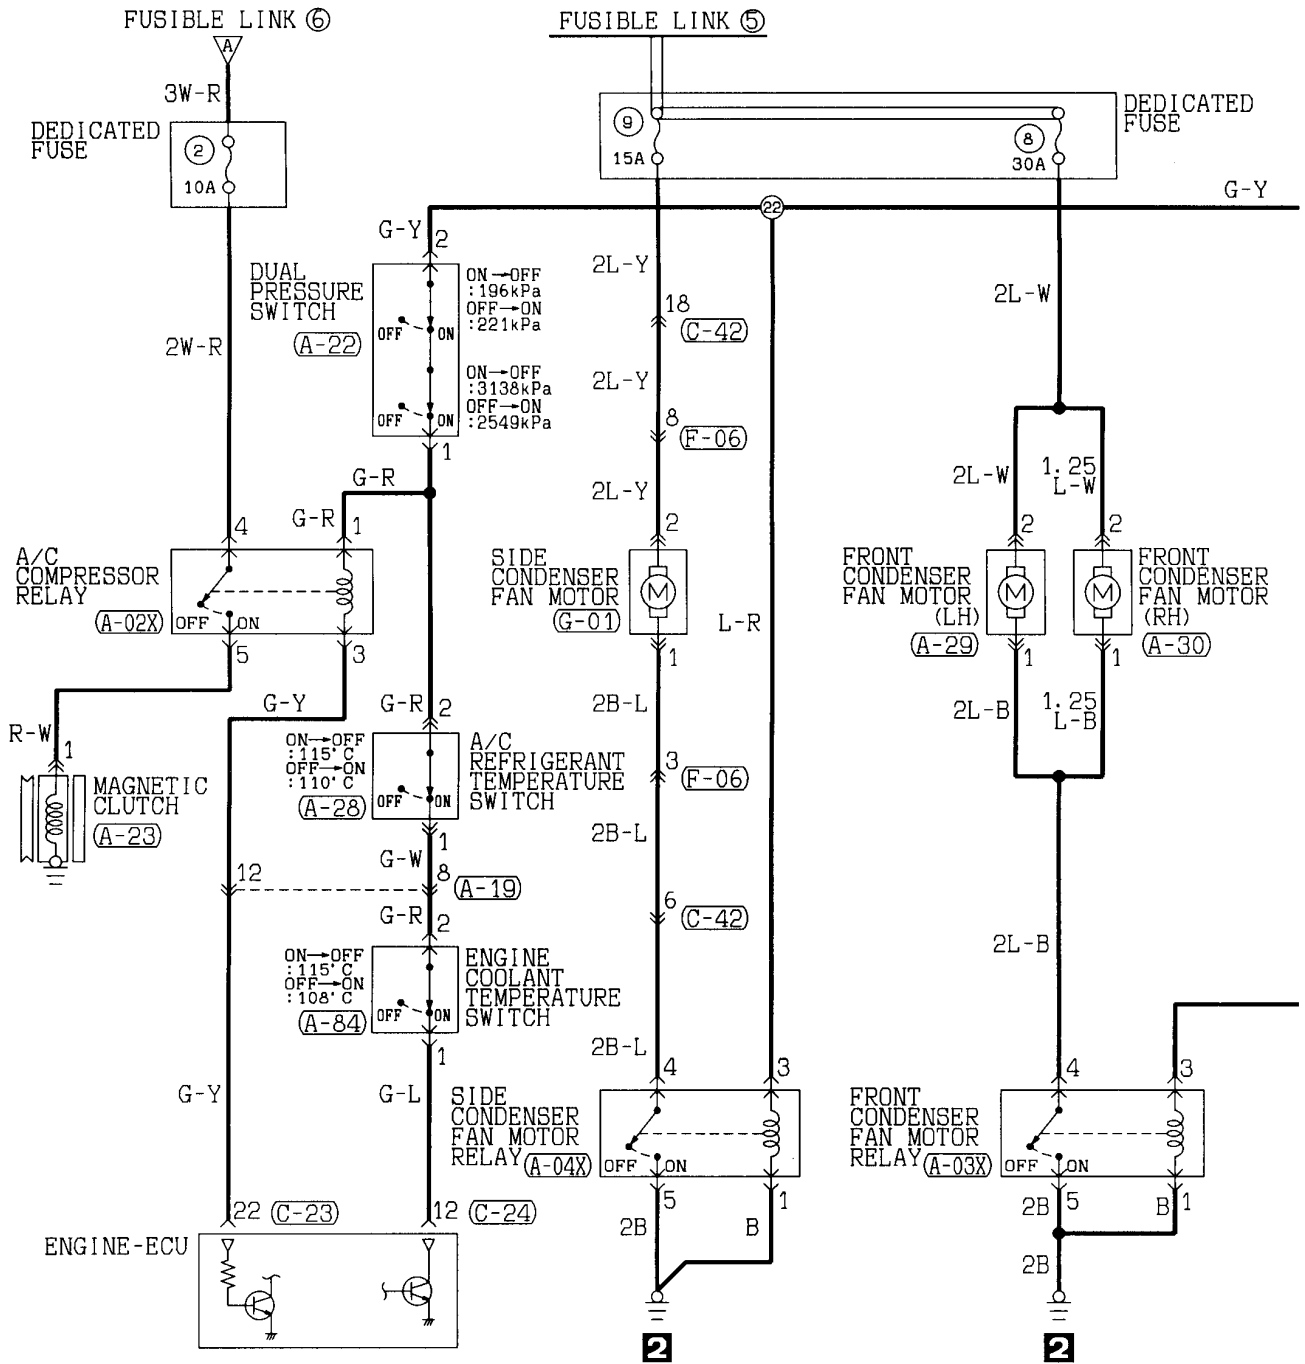 FUSIBLE LINK ⑥
A
3W-R
DEDICATED
FUSE
2
10A
FUSIBLE LINK ⑤
9
15A
8
30A
DEDICATED
FUSE
22
G-Y
G-Y
2
DUAL
PRESSURE
SWITCH
A-22
ON→OFF
:196kPa
OFF→ON
:221kPa
OFF
ON
ON→OFF
:3138kPa
OFF→ON
:2549kPa
OFF
ON
1
2W-R
2L-Y
18
C-42
2L-Y
8
F-06
2L-Y
2
2L-W
2L-W
1.25
L-W
2
2
G-R
G-R
1
4
A/C
COMPRESSOR
RELAY
A-02X
OFF
ON
5
3
SIDE
CONDENSER
FAN MOTOR
G-01
M
1
L-R
FRONT
CONDENSER
FAN MOTOR
(LH)
A-29
M
1
M
FRONT
CONDENSER
FAN MOTOR
(RH)
A-30
1
G-Y
R-W
1
MAGNETIC
CLUTCH
A-23
G-R
2
ON→OFF
:115°C
OFF→ON
:110°C
A-28
OFF
ON
A/C
REFRIGERANT
TEMPERATURE
SWITCH
1
G-W
12
8
A-19
G-R
2
ON→OFF
:115°C
OFF→ON
:108°C
A-84
OFF
ON
ENGINE
COOLANT
TEMPERATURE
SWITCH
1
G-Y
G-L
2B-L
3
F-06
2B-L
6
C-42
2B-L
4
3
2L-B
1.25
L-B
2L-B
4
3
SIDE
CONDENSER
FAN MOTOR
RELAY
A-04X
OFF
ON
5
1
2B
B
2
FRONT
CONDENSER
FAN MOTOR
RELAY
A-03X
OFF
ON
2B
5
B
1
2B
2
22
C-23
12
C-24
ENGINE-ECU